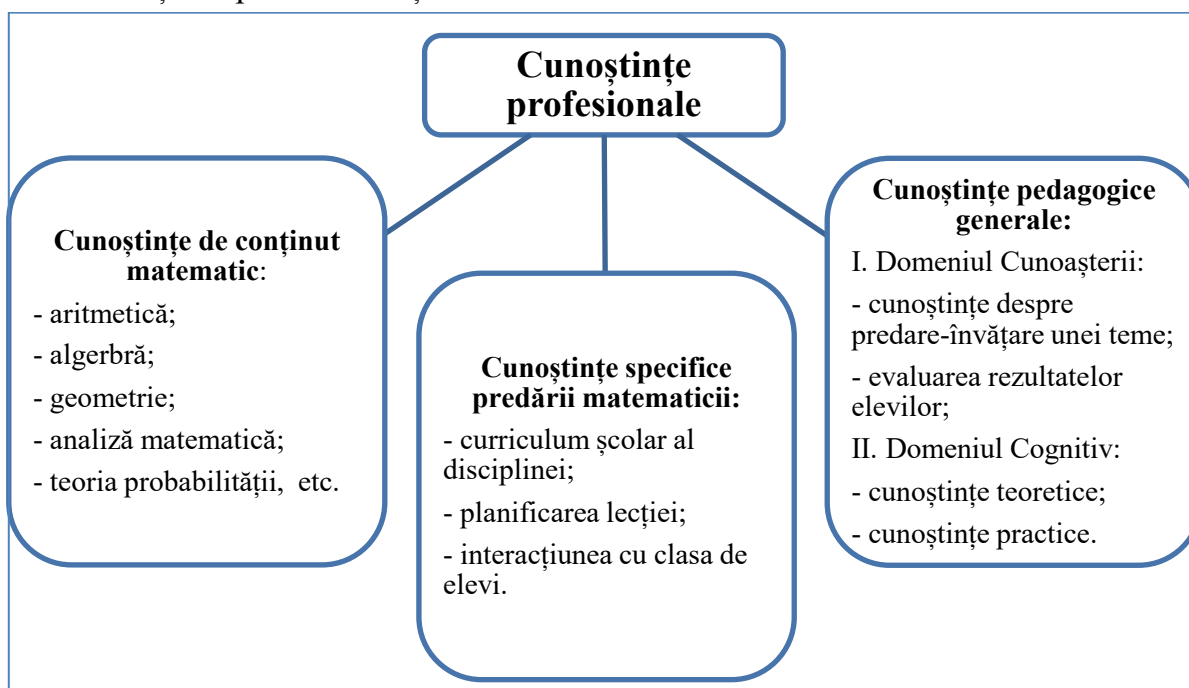 Cunoștințe
profesionale
Cunoștințe de conținut
matematic:
- aritmetică;
- algerbră;
- geometrie;
- analiză matematică;
- teoria probabilității, etc.
Cunoștințe specifice
predării matematicii:
- curriculum școlar al
disciplinei;
- planificarea lecției;
- interacțiunea cu clasa de
elevi.
Cunoștințe pedagogice
generale:
I. Domeniul Cunoașterii:
- cunoștințe despre
predare-învățare unei teme;
- evaluarea rezultatelor
elevilor;
II. Domeniul Cognitiv:
- cunoștințe teoretice;
- cunoștințe practice.